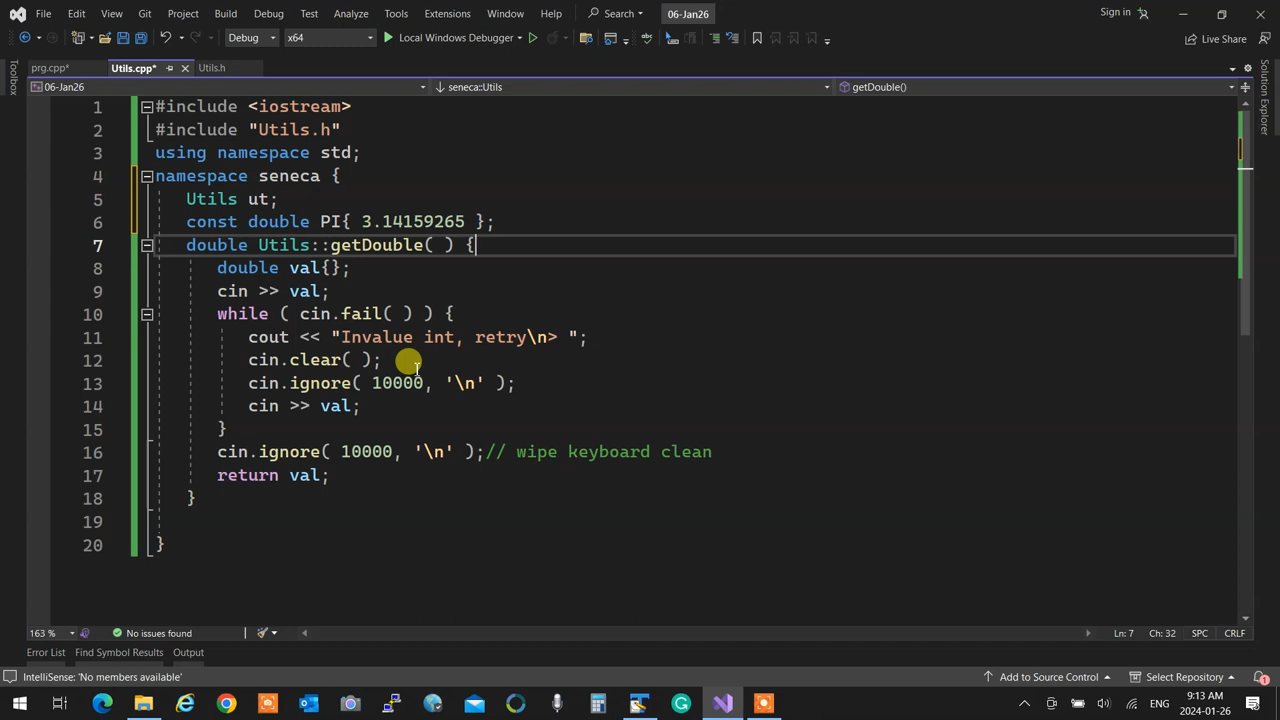 File Edit View Git Project Build Debug Test Analyze Tools Extensions Window Help Search 06-Jan26 Sign in
Debug x64 Local Windows Debugger Live Share
prg.cpp* Utils.cpp* Utils.h
06-Jan26 seneca::Utils getDouble()
Toolbox
Solution Explorer
1 #include <iostream>
2 #include "Utils.h"
3 using namespace std;
4 namespace seneca {
5 Utils ut;
6 const double PI{ 3.14159265 };
7 double Utils::getDouble( ) {
8 double val{};
9 cin >> val;
10 while ( cin.fail( ) ) {
11 cout << "Invalue int, retry\n> ";
12 cin.clear( );
13 cin.ignore( 10000, '\n' );
14 cin >> val;
15 }
16 cin.ignore( 10000, '\n' );// wipe keyboard clean
17 return val;
18 }
19
20 }
163 % No issues found Ln: 7 Ch: 32 SPC CRLF
Error List Find Symbol Results Output
IntelliSense: 'No members available' Add to Source Control Select Repository 1
ENG 9:13 AM
2024-01-26